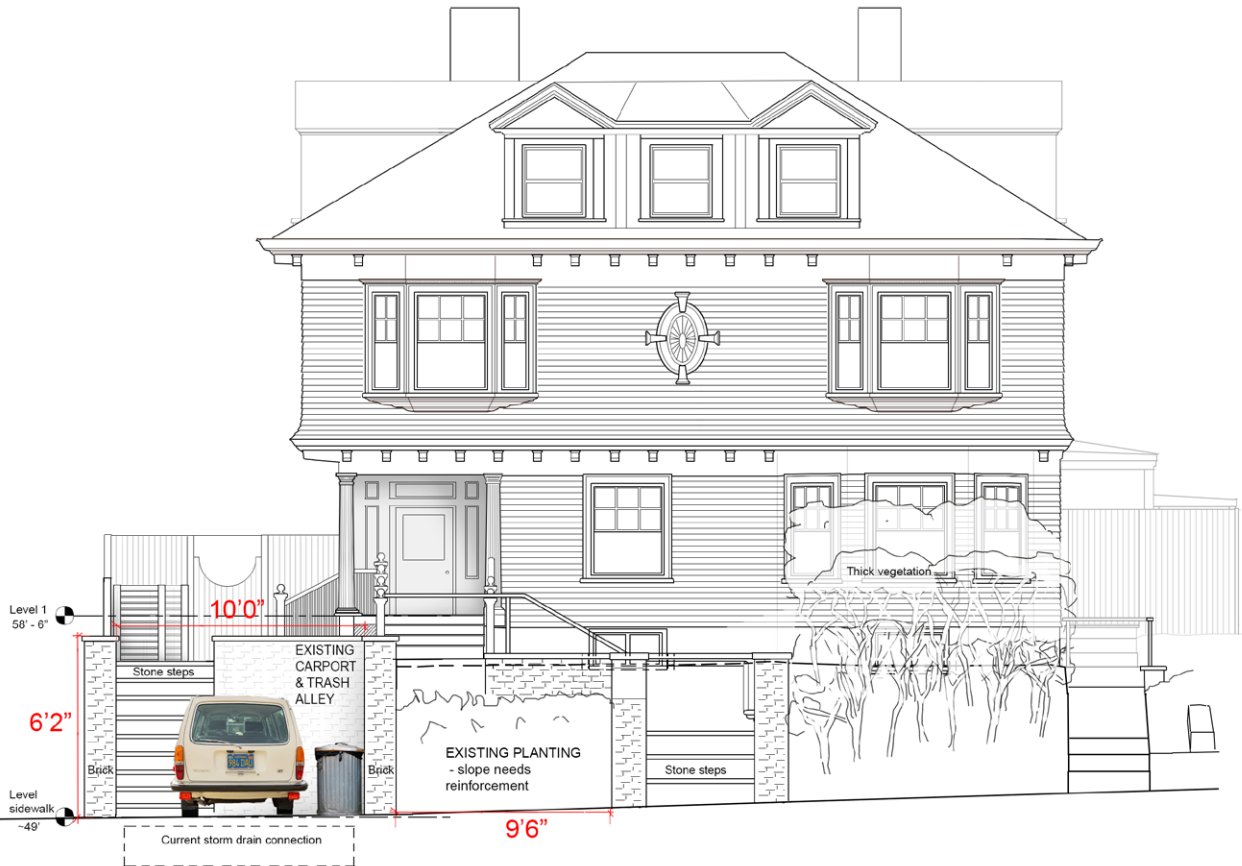 Thick vegetation
Level 1
58' - 6"
10'0"
EXISTING
CARPORT
& TRASH
ALLEY
Stone steps
6'2"
Brick
Brick
EXISTING PLANTING
- slope needs
reinforcement
Stone steps
Level
sidewalk
~49'
9'6"
Current storm drain connection